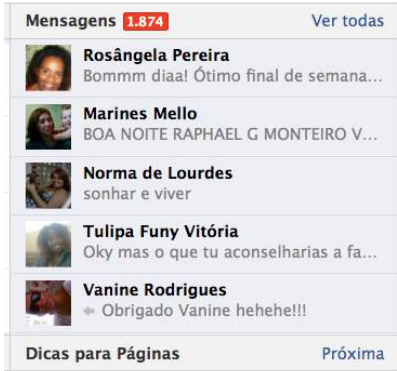 Mensagens 1.874 Ver todas
Rosângela Pereira
Bommm diaa! Ótimo final de semana...
Marines Mello
BOA NOITE RAPHAEL G MONTEIRO V...
Norma de Lourdes
sonhar e viver
Tulipa Funy Vitória
Oky mas o que tu aconselharias a fa...
Vanine Rodrigues
Obrigado Vanine hehehe!!!
Dicas para Páginas Próxima